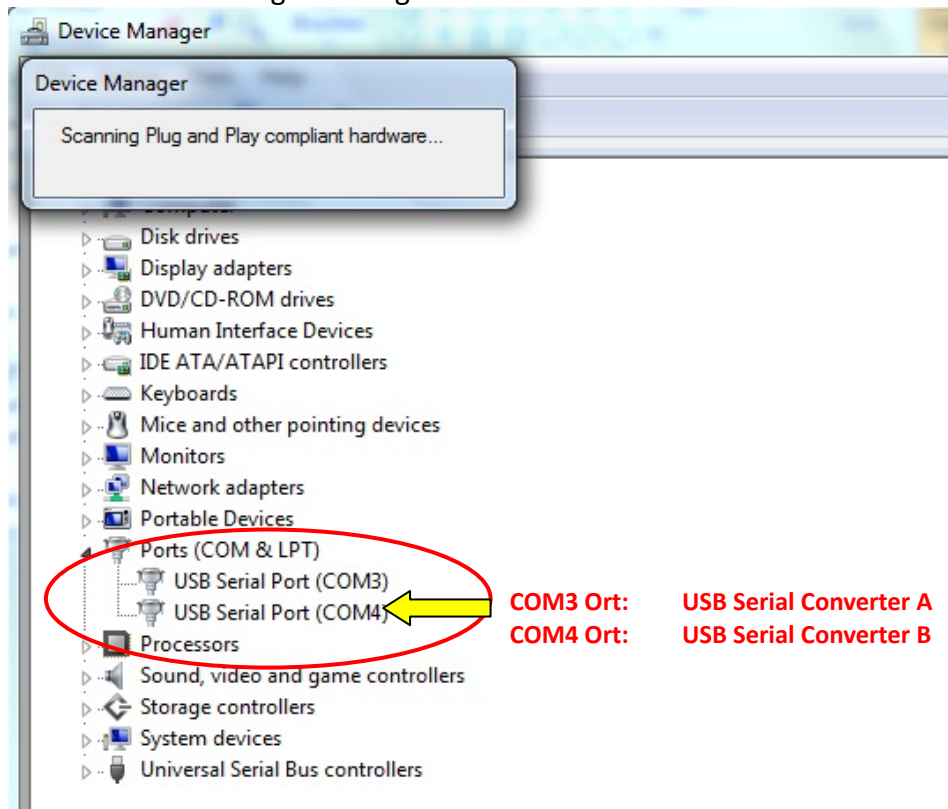 Device Manager
Device Manager
Scanning Plug and Play compliant hardware...
Disk drives
Display adapters
DVD/CD-ROM drives
Human Interface Devices
IDE ATA/ATAPI controllers
Keyboards
Mice and other pointing devices
Monitors
Network adapters
Portable Devices
Ports (COM & LPT)
USB Serial Port (COM3)
USB Serial Port (COM4)
COM3 Ort: USB Serial Converter A
COM4 Ort: USB Serial Converter B
Processors
Sound, video and game controllers
Storage controllers
System devices
Universal Serial Bus controllers